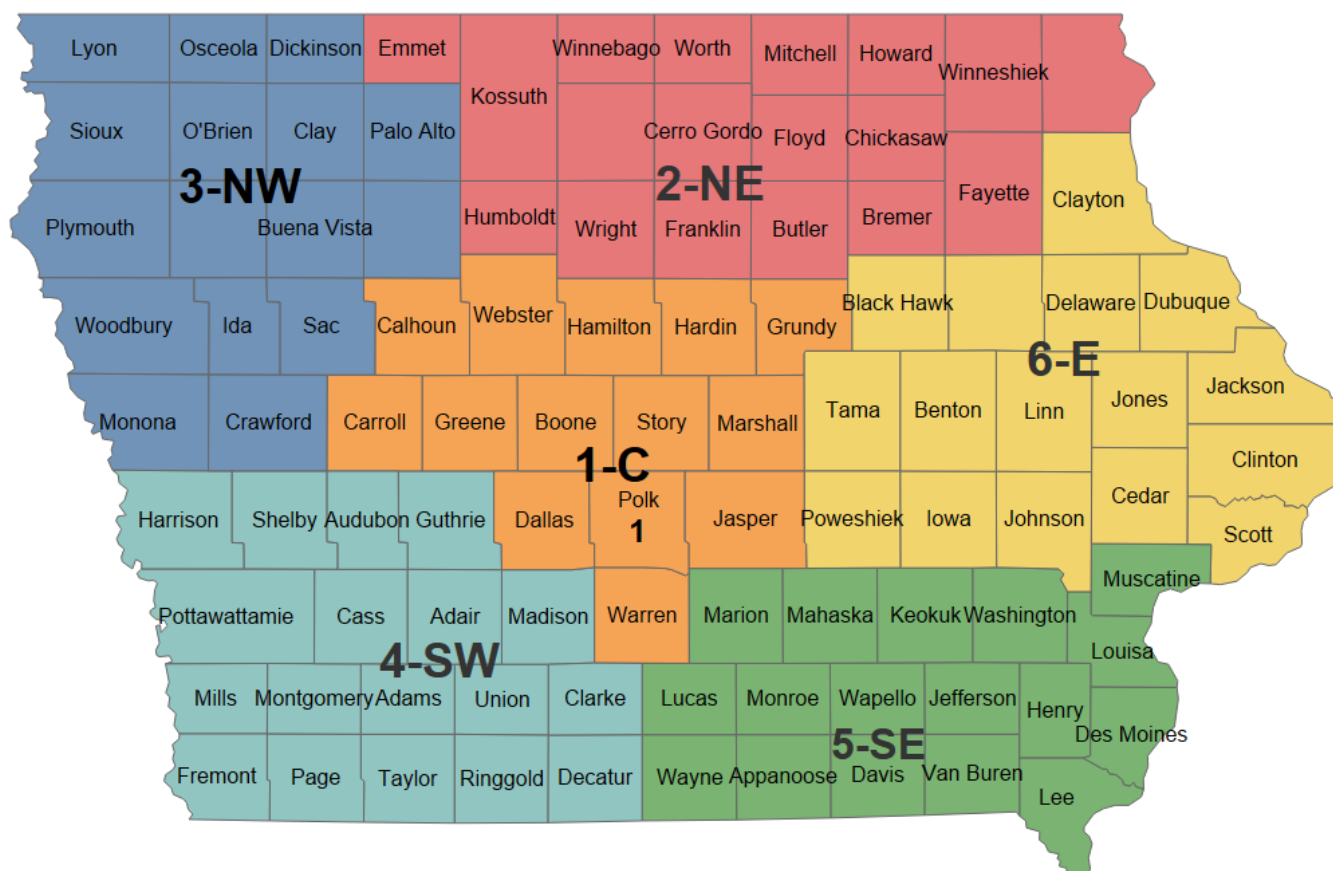 Lyon Osceola Dickinson Emmet Winnebago Worth Mitchell Howard
Winneshiek
Kossuth
Sioux O'Brien Clay Palo Alto Cerro Gordo Floyd Chickasaw
3-NW 2-NE
Fayette Clayton
Plymouth Buena Vista Humboldt Wright Franklin Butler Bremer
Woodbury Ida Sac Calhoun Webster Hamilton Hardin Grundy Black Hawk Delaware Dubuque
6-E
Jackson
Monona Crawford Carroll Greene Boone Story Marshall Tama Benton Linn Jones
Clinton
1-C
Polk
1
Cedar
Harrison Shelby Audubon Guthrie Dallas Jasper Poweshiek Iowa Johnson Scott
Muscatine
Pottawattamie Cass Adair Madison Warren Marion Mahaska Keokuk Washington
4-SW
Louisa
Mills Montgomery Adams Union Clarke Lucas Monroe Wapello Jefferson Henry
Des Moines
5-SE
Fremont Page Taylor Ringgold Decatur Wayne Appanoose Davis Van Buren
Lee